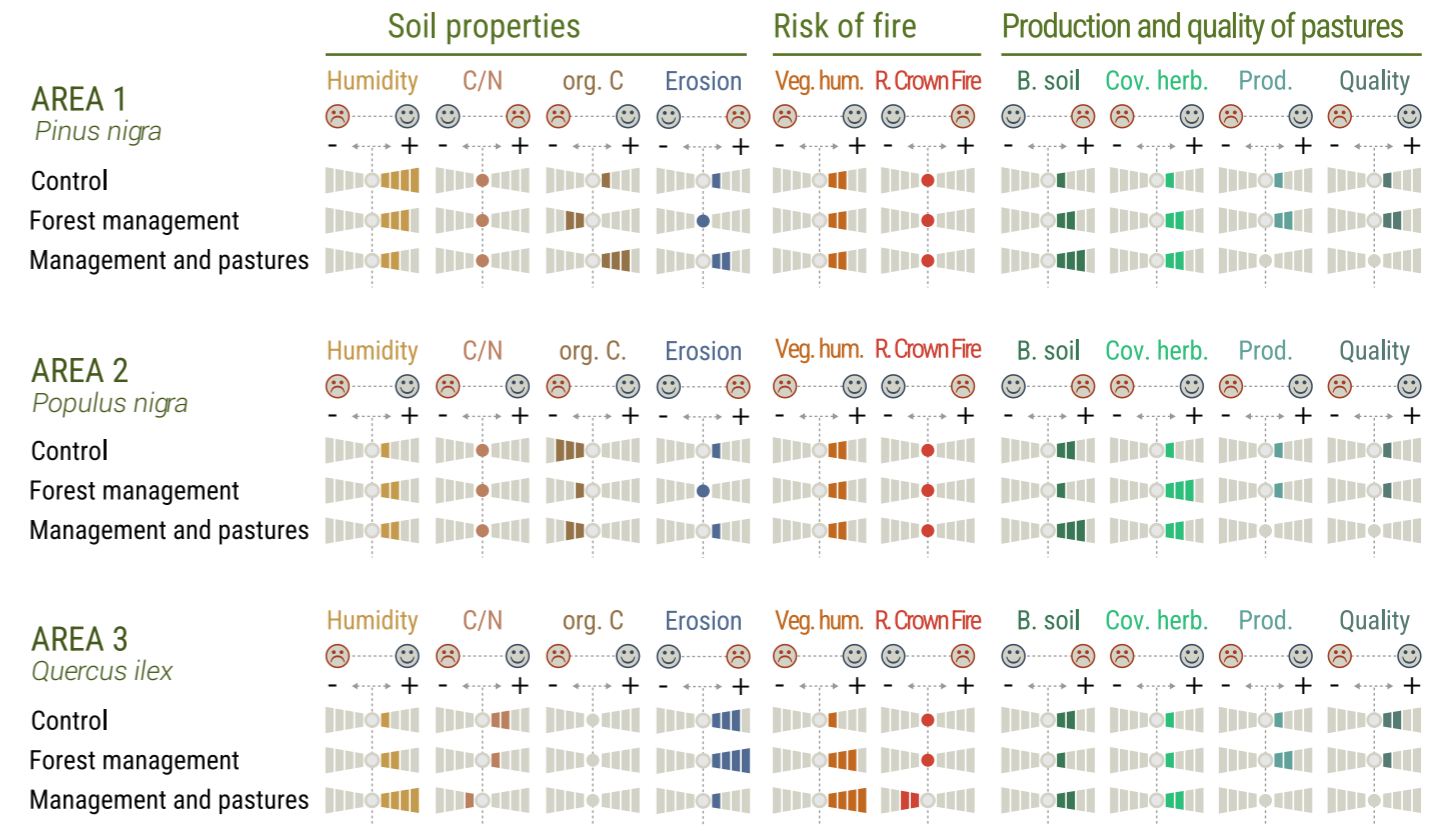 Soil properties Risk of fire Production and quality of pastures
AREA 1
Pinus nigra
Humidity C/N org. C Erosion Veg. hum. R. Crown Fire B. soil Cov. herb. Prod. Quality
- + - + - + - + - + - + - + - + - + - +
Control
Forest management
Management and pastures
AREA 2
Populus nigra
Humidity C/N org. C. Erosion Veg. hum. R. Crown Fire B. soil Cov. herb. Prod. Quality
- + - + - + - + - + - + - + - + - + - +
Control
Forest management
Management and pastures
AREA 3
Quercus ilex
Humidity C/N org. C Erosion Veg. hum. R. Crown Fire B. soil Cov. herb. Prod. Quality
- + - + - + - + - + - + - + - + - + - +
Control
Forest management
Management and pastures